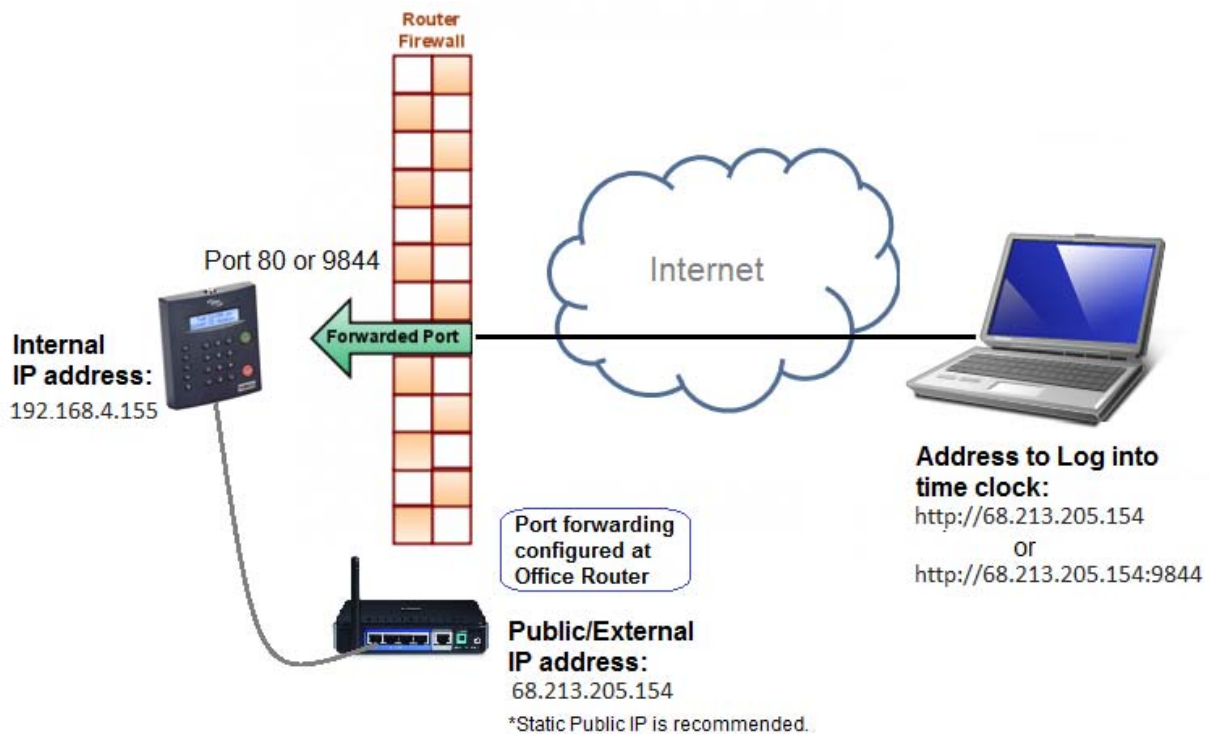 Router
Firewall
Port 80 or 9844
Forwarded Port
Internet
Internal
IP address:
192.168.4.155
Address to Log into
time clock:
http://68.213.205.154
or
http://68.213.205.154:9844
Port forwarding
configured at
Office Router
Public/External
IP address:
68.213.205.154
*Static Public IP is recommended.